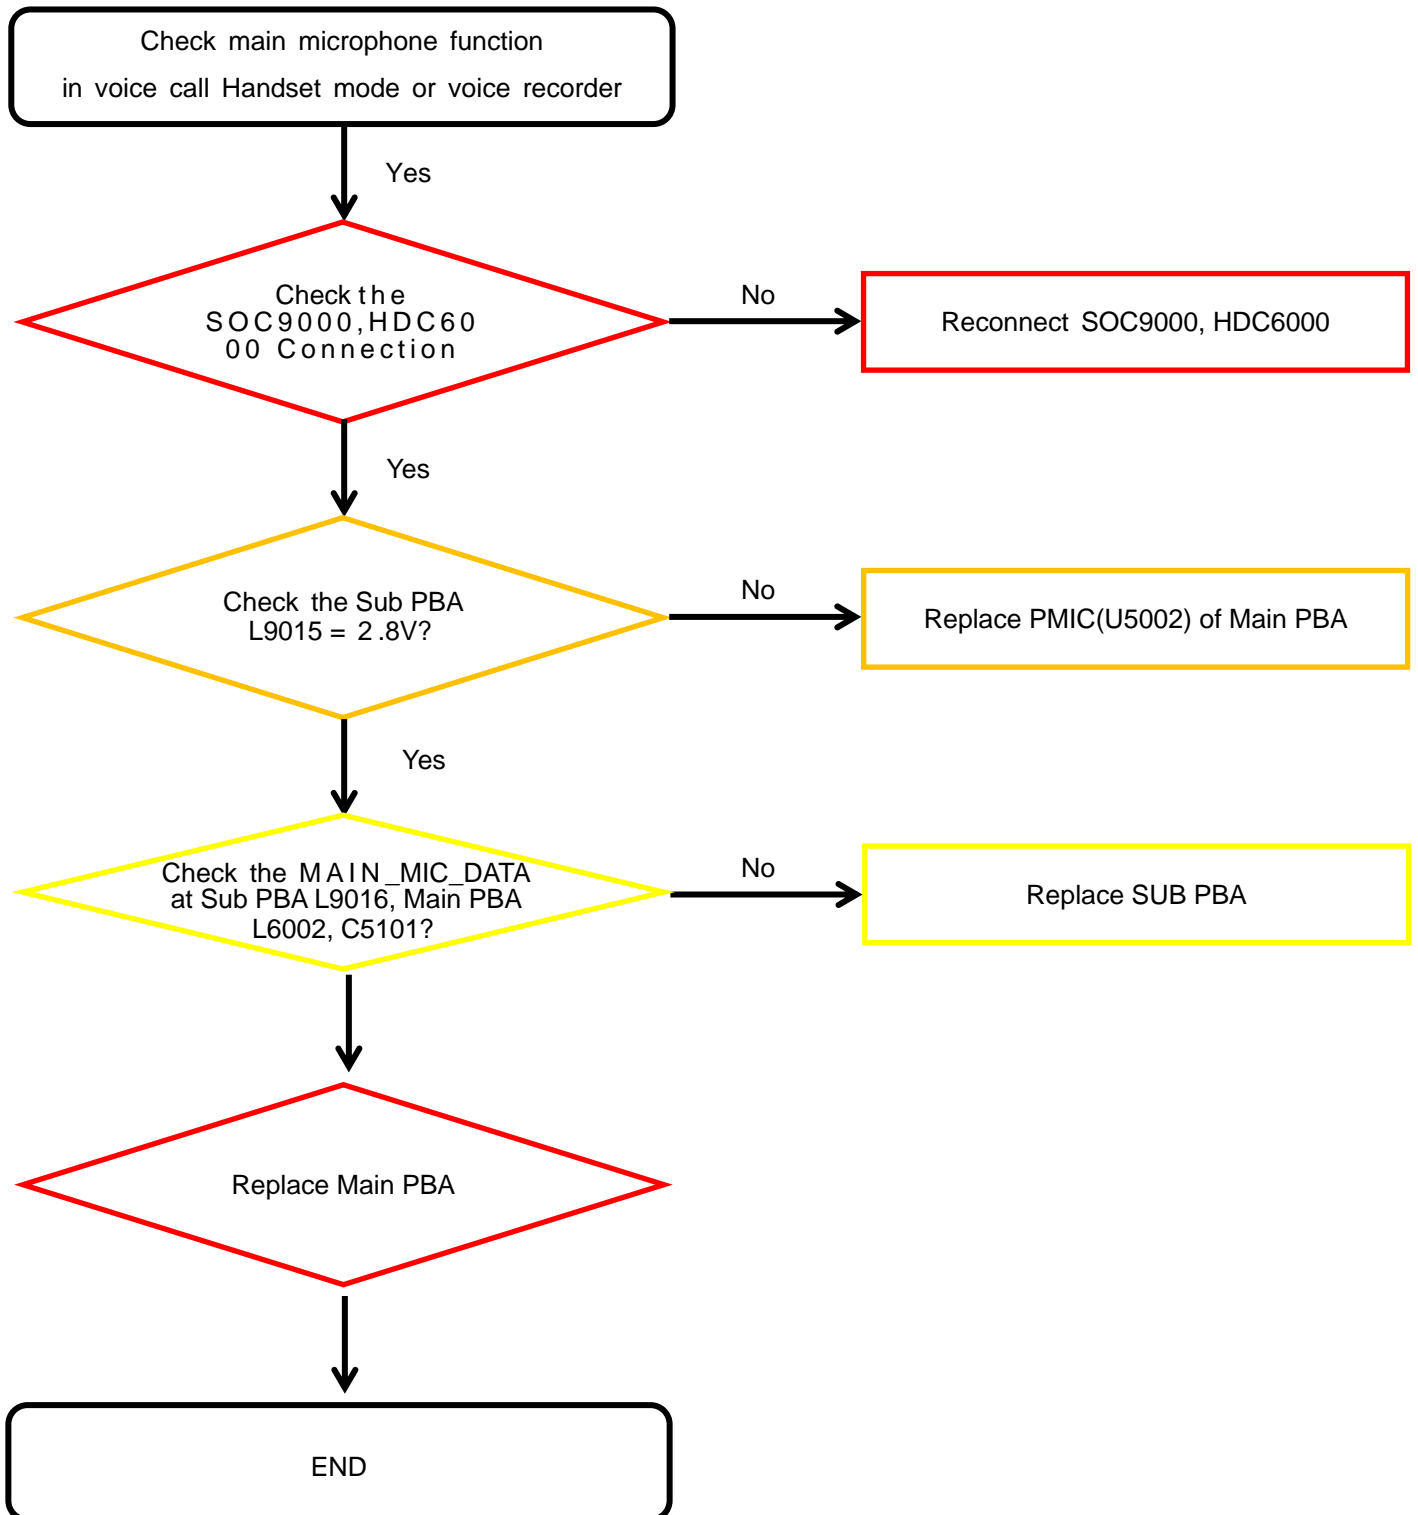 Check main microphone function
in voice call Handset mode or voice recorder
Yes
Check the
SOC9000,HDC60
00 Connection
No
Reconnect SOC9000, HDC6000
Yes
Check the Sub PBA
L9015 = 2.8V?
No
Replace PMIC(U5002) of Main PBA
Yes
Check the MAIN_MIC_DATA
at Sub PBA L9016, Main PBA
L6002, C5101?
No
Replace SUB PBA
Replace Main PBA
END